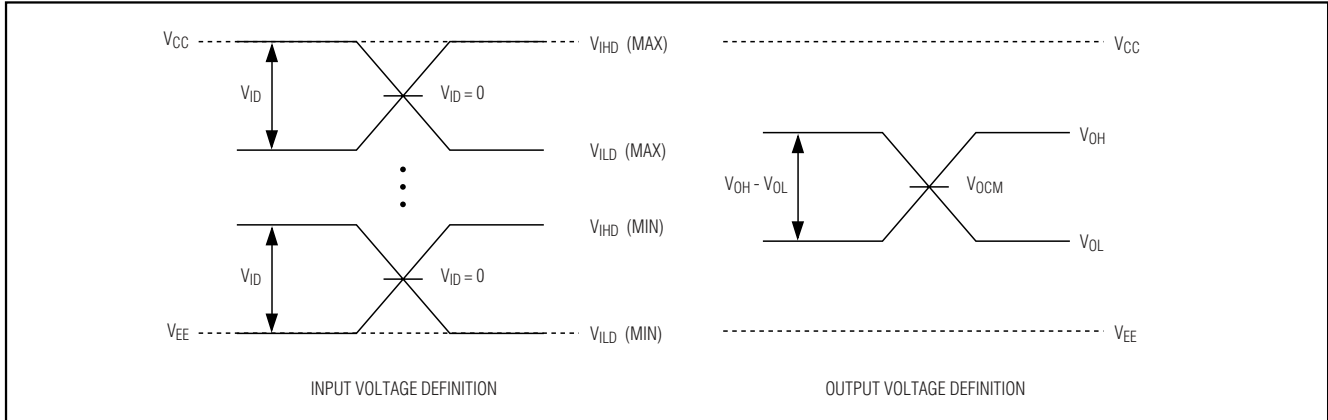 VCC
VIHD (MAX)
VID
VID = 0
VILD (MAX)
VIHD (MIN)
VID
VID = 0
VEE
VILD (MIN)
INPUT VOLTAGE DEFINITION
VCC
VOH
VOH - VOL
VOCM
VOL
VEE
OUTPUT VOLTAGE DEFINITION